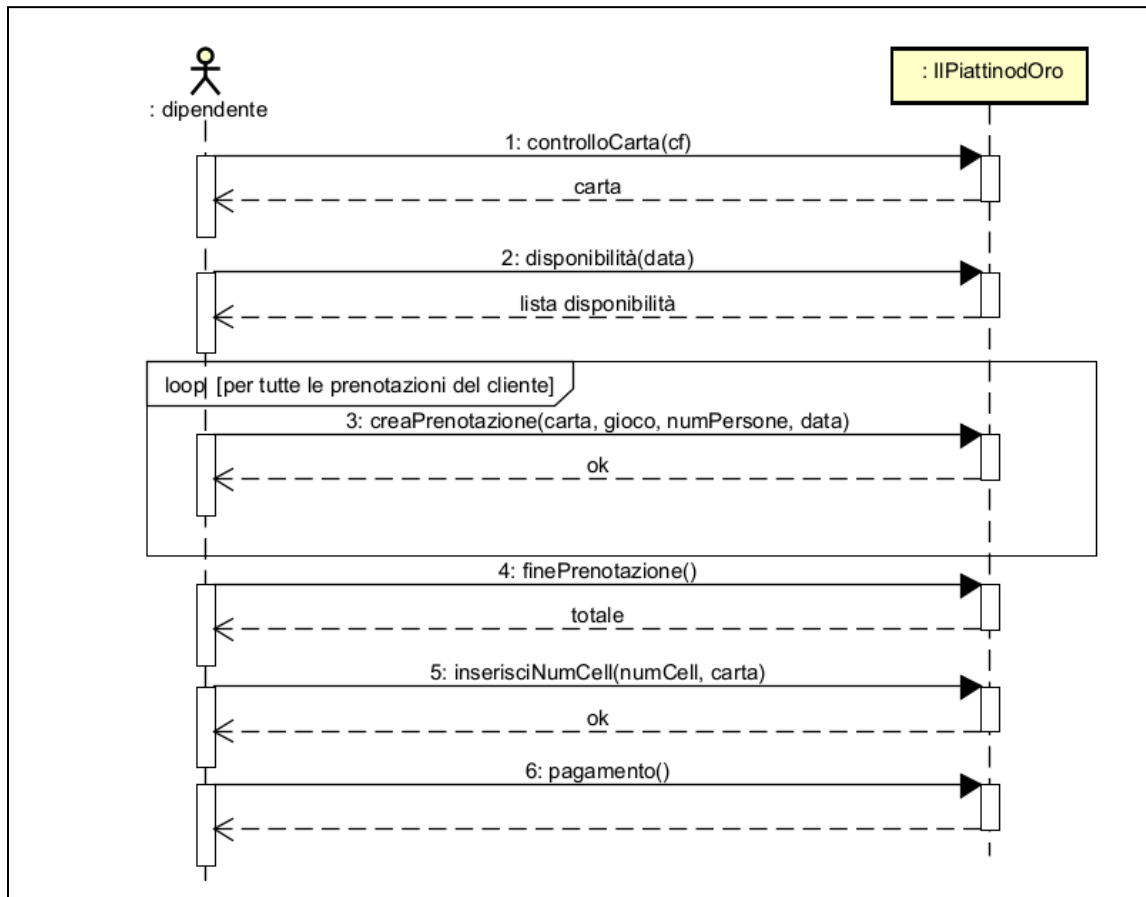 : dipendente
: IlPiattinodOro
1: controlloCarta(cf)
carta
2: disponibilità(data)
lista disponibilità
loop [per tutte le prenotazioni del cliente]
3: creaPrenotazione(carta, gioco, numPersone, data)
ok
4: finePrenotazione()
totale
5: inserisciNumCell(numCell, carta)
ok
6: pagamento()